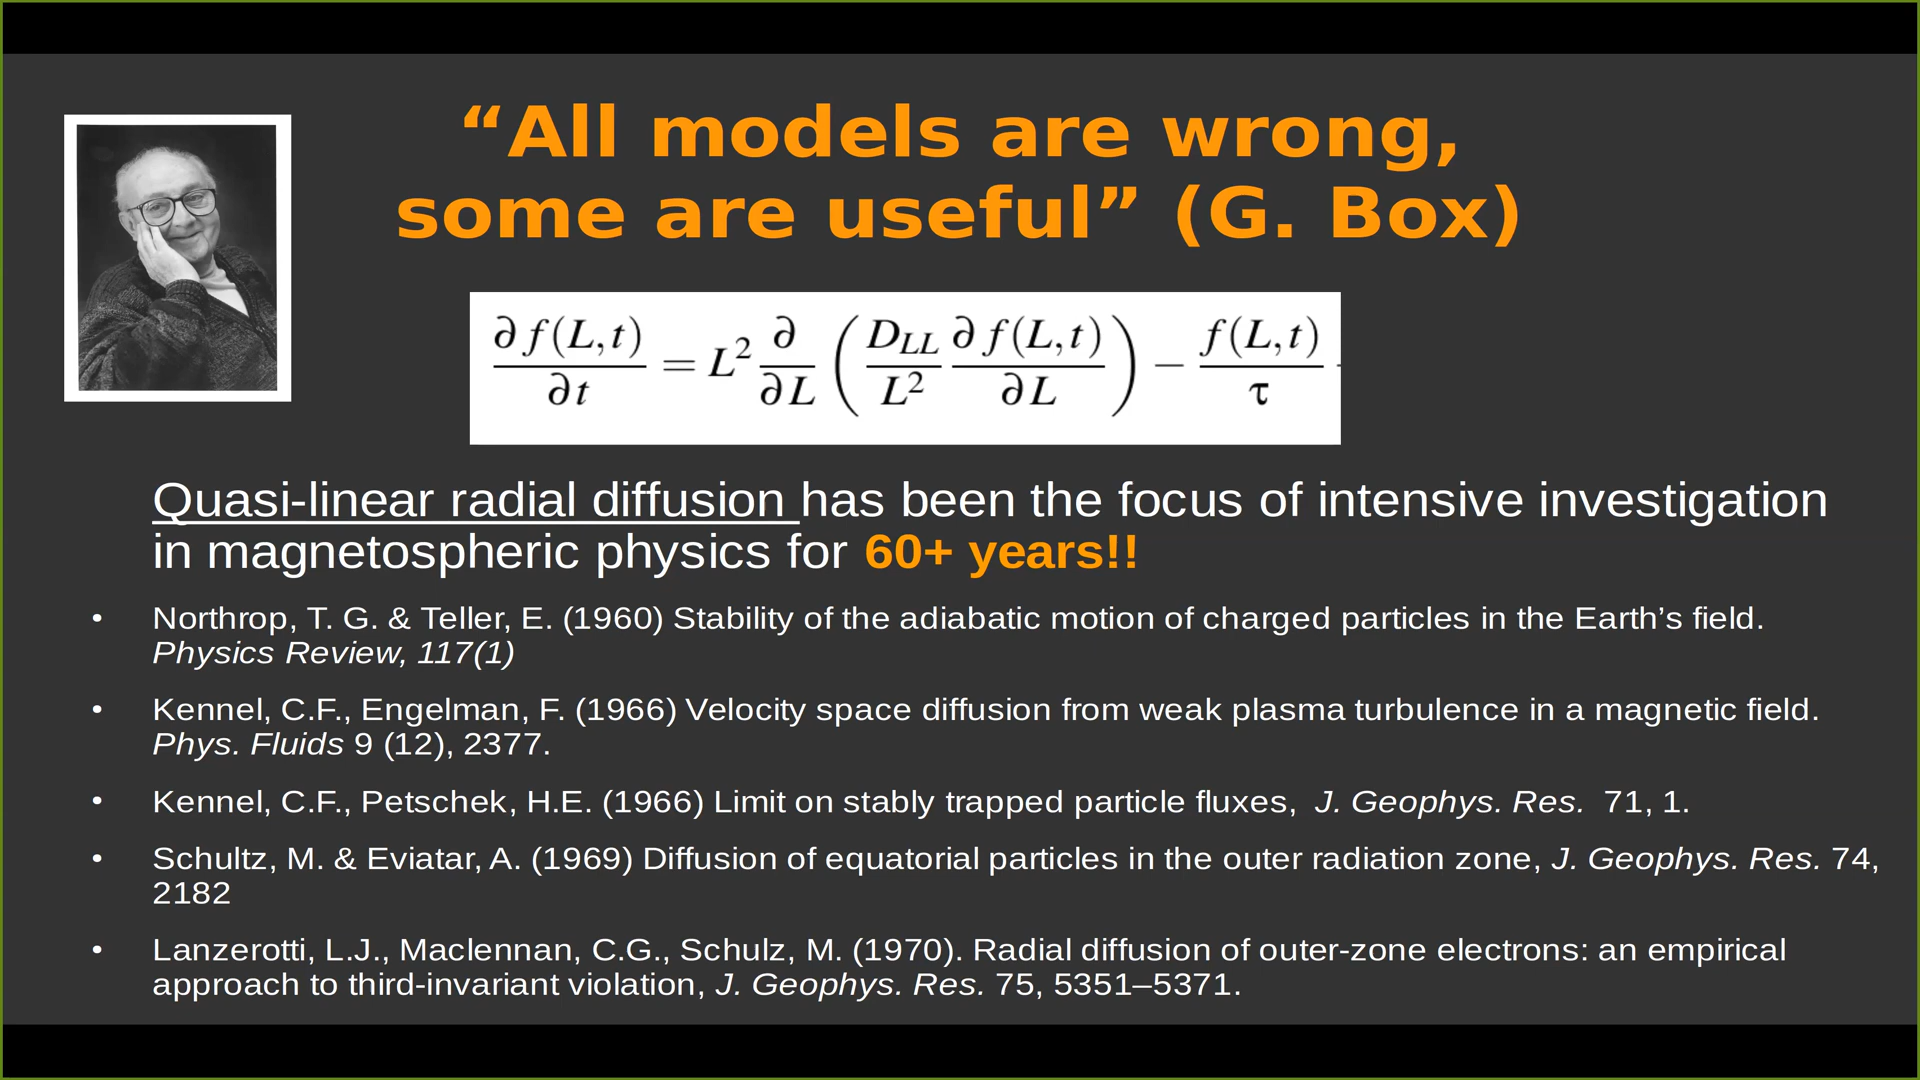 “All models are wrong,
some are useful” (G. Box)
∂ f(L,t) / ∂t = L² ∂/∂L ( D_LL / L² ∂ f(L,t) / ∂L ) − f(L,t) / τ
Quasi-linear radial diffusion has been the focus of intensive investigation
in magnetospheric physics for 60+ years!!
• Northrop, T. G. & Teller, E. (1960) Stability of the adiabatic motion of charged particles in the Earth’s field.
Physics Review, 117(1)
• Kennel, C.F., Engelman, F. (1966) Velocity space diffusion from weak plasma turbulence in a magnetic field.
Phys. Fluids 9 (12), 2377.
• Kennel, C.F., Petschek, H.E. (1966) Limit on stably trapped particle fluxes, J. Geophys. Res. 71, 1.
• Schultz, M. & Eviatar, A. (1969) Diffusion of equatorial particles in the outer radiation zone, J. Geophys. Res. 74,
2182
• Lanzerotti, L.J., Maclennan, C.G., Schulz, M. (1970). Radial diffusion of outer-zone electrons: an empirical
approach to third-invariant violation, J. Geophys. Res. 75, 5351–5371.